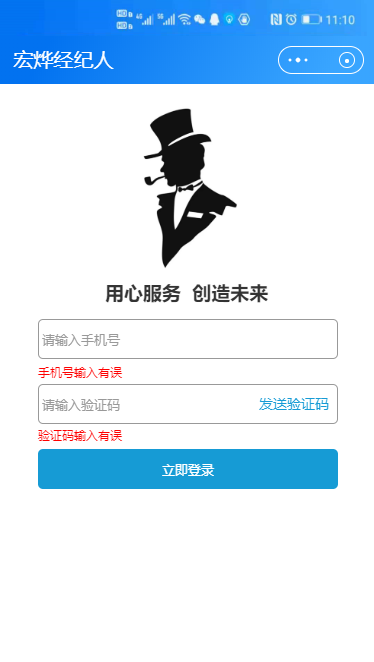 11:10
宏烨经纪人
用心服务 创造未来
请输入手机号
手机号输入有误
请输入验证码 发送验证码
验证码输入有误
立即登录